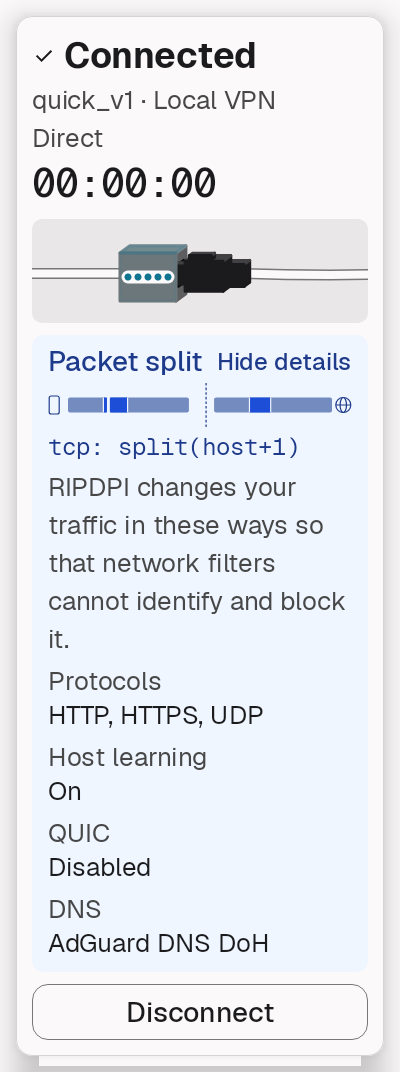 Connected
quick_v1 · Local VPN
Direct
00:00:00
Packet split Hide details
tcp: split(host+1)
RIPDPI changes your
traffic in these ways so
that network filters
cannot identify and block
it.
Protocols
HTTP, HTTPS, UDP
Host learning
On
QUIC
Disabled
DNS
AdGuard DNS DoH
Disconnect